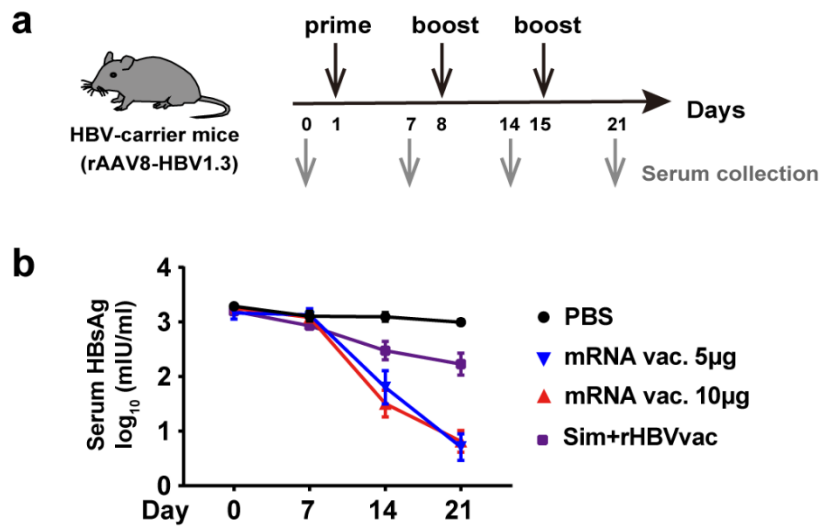 a
prime boost boost
0 1 7 8 14 15 21
Days
HBV-carrier mice
(rAAV8-HBV1.3)
Serum collection
b
Serum HBsAg
log₁₀ (mIU/ml)
4
3
2
1
0
Day 0 7 14 21
PBS
mRNA vac. 5μg
mRNA vac. 10μg
Sim+rHBVvac